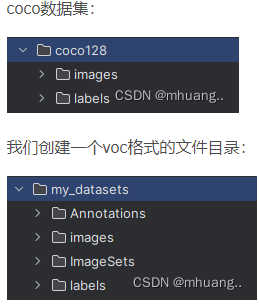 coco数据集：
coco128
images
labels
CSDN @mhuang..
我们创建一个voc格式的文件目录：
my_datasets
Annotations
images
ImageSets
labels
CSDN @mhuang..